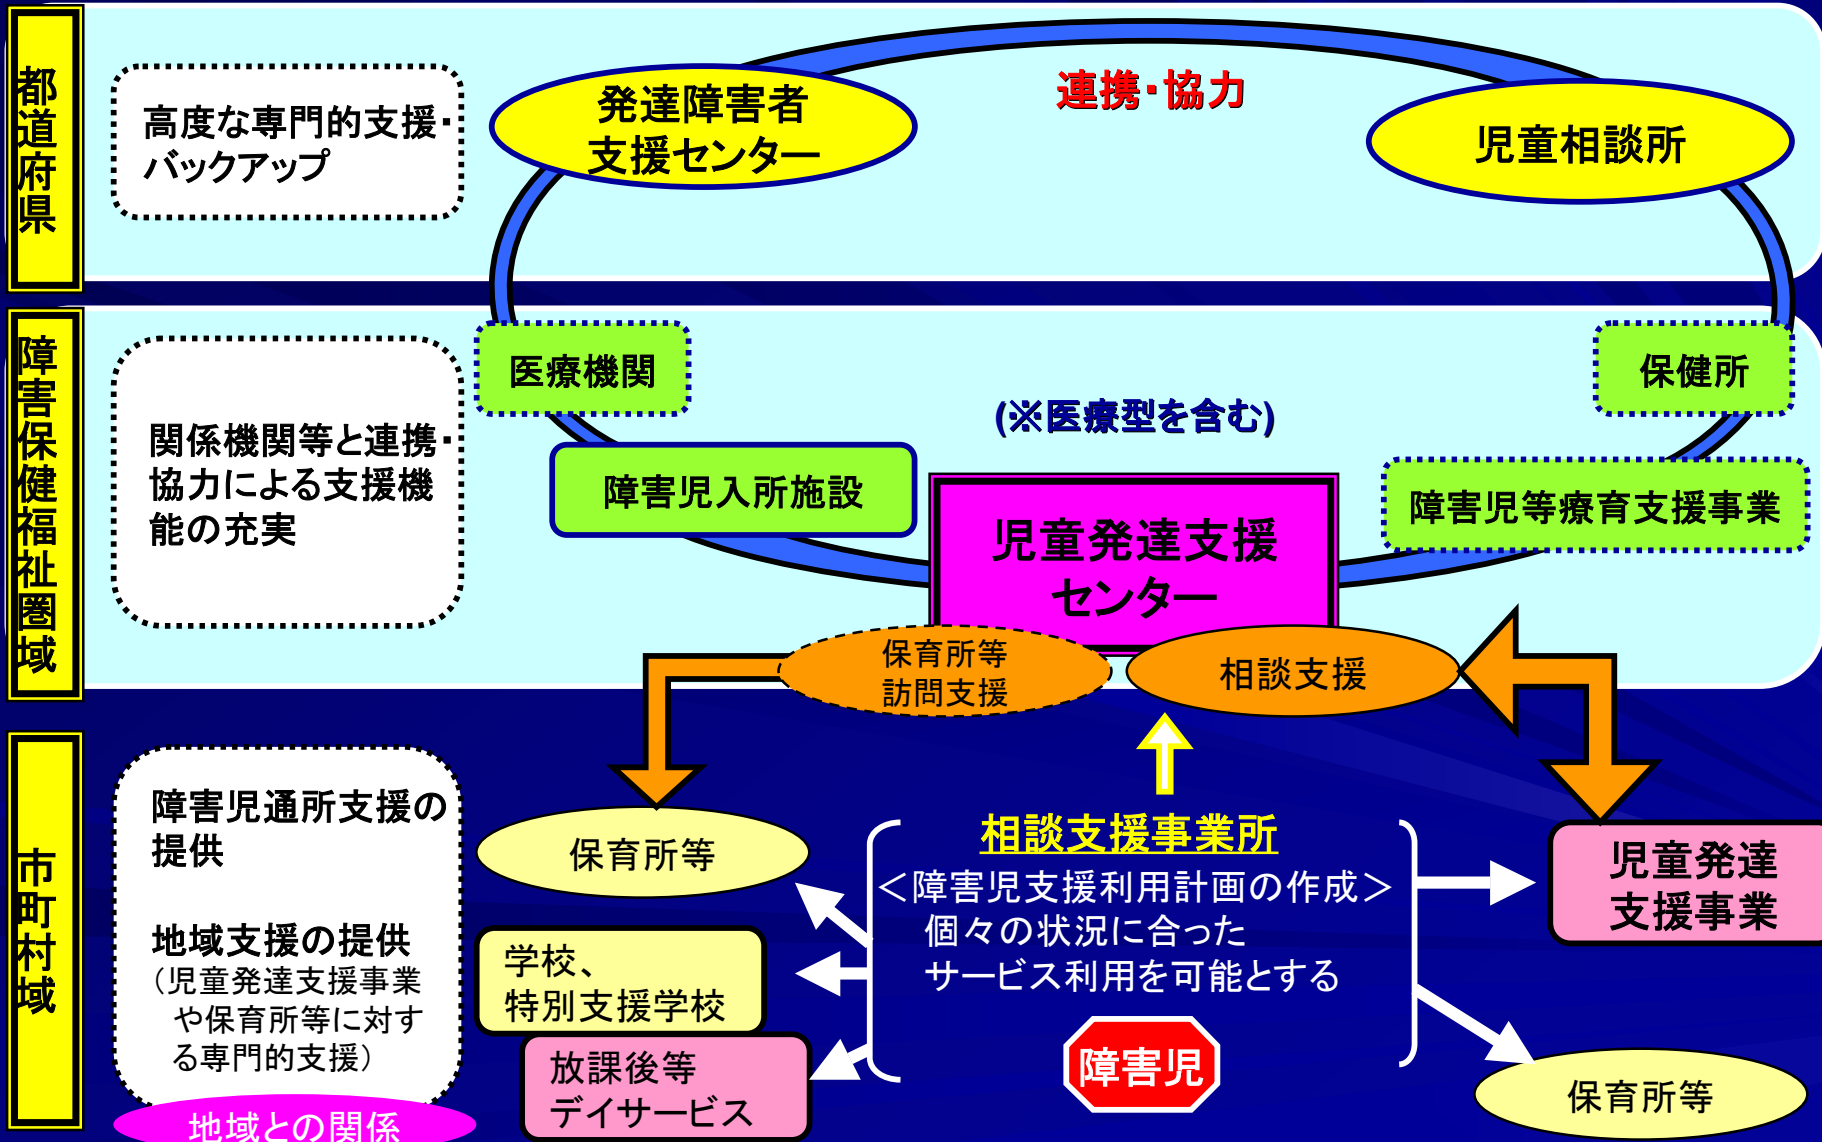 都道府県
高度な専門的支援・
バックアップ
発達障害者
支援センター
連携・協力
児童相談所
障害保健福祉圏域
関係機関等と連携・
協力による支援機
能の充実
医療機関
保健所
(※医療型を含む)
障害児入所施設
障害児等療育支援事業
児童発達支援
センター
保育所等
訪問支援
相談支援
市町村域
障害児通所支援の
提供
地域支援の提供
（児童発達支援事業
や保育所等に対す
る専門的支援）
地域との関係
保育所等
学校、
特別支援学校
放課後等
デイサービス
相談支援事業所
＜障害児支援利用計画の作成＞
個々の状況に合った
サービス利用を可能とする
障害児
児童発達
支援事業
保育所等